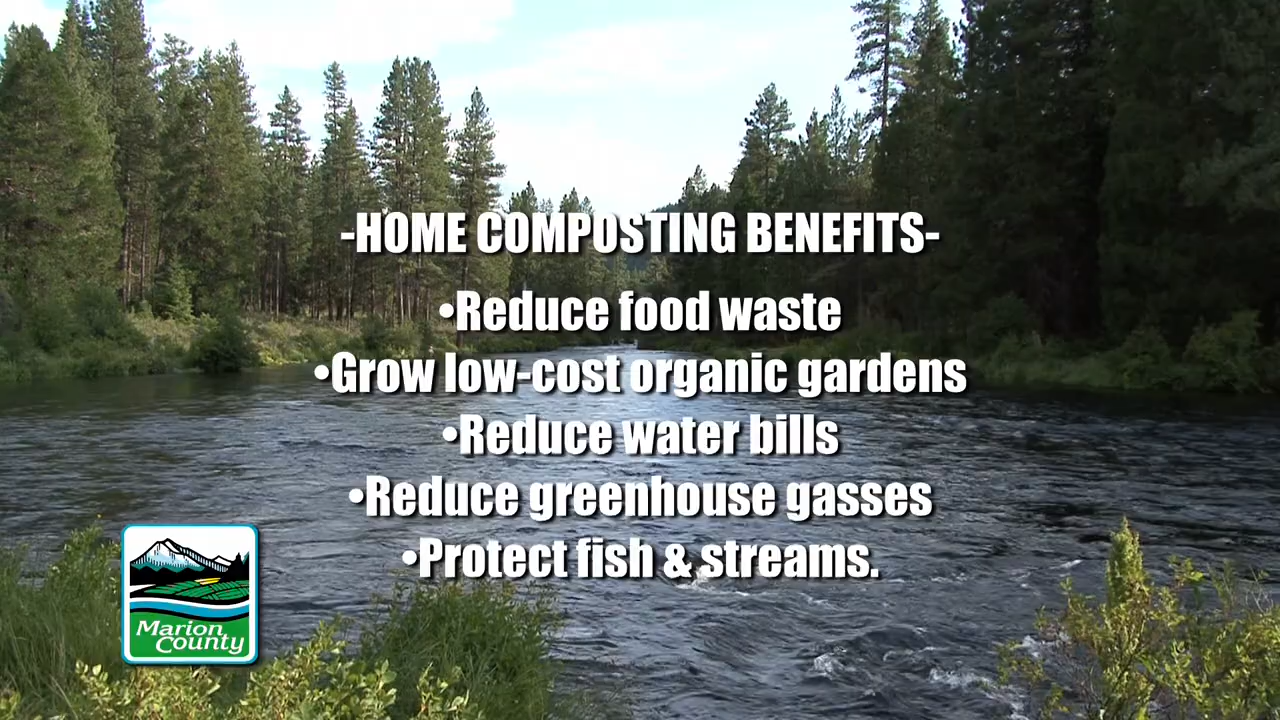 -HOME COMPOSTING BENEFITS-
•Reduce food waste
•Grow low-cost organic gardens
•Reduce water bills
•Reduce greenhouse gasses
•Protect fish & streams.
Marion
County